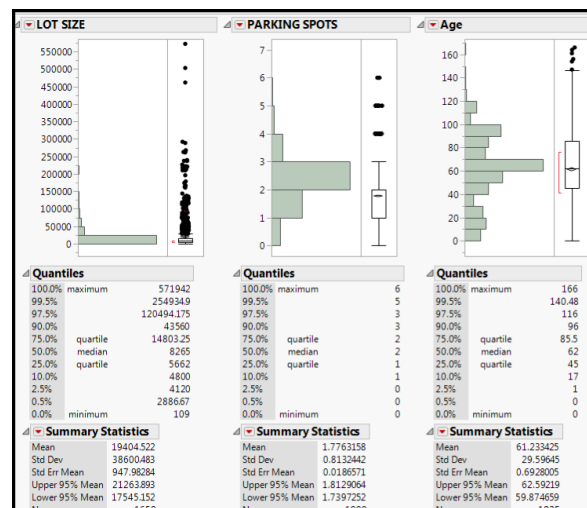 LOT SIZE
550000
500000
450000
400000
350000
300000
250000
200000
150000
100000
50000
0
Quantiles
100.0% maximum 571942
99.5% 254934.9
97.5% 120494.175
90.0% 43560
75.0% quartile 14803.25
50.0% median 8265
25.0% quartile 5662
10.0% 4800
2.5% 4120
0.5% 2886.67
0.0% minimum 109
Summary Statistics
Mean 19404.522
Std Dev 38600.483
Std Err Mean 947.98284
Upper 95% Mean 21263.893
Lower 95% Mean 17545.152
PARKING SPOTS
7
6
5
4
3
2
1
0
Quantiles
100.0% maximum 6
99.5% 5
97.5% 3
90.0% 3
75.0% quartile 2
50.0% median 2
25.0% quartile 1
10.0% 1
2.5% 0
0.5% 0
0.0% minimum 0
Summary Statistics
Mean 1.7763158
Std Dev 0.8132442
Std Err Mean 0.0186571
Upper 95% Mean 1.8129064
Lower 95% Mean 1.7397252
Age
160
140
120
100
80
60
40
20
0
Quantiles
100.0% maximum 166
99.5% 140.48
97.5% 116
90.0% 96
75.0% quartile 85.5
50.0% median 62
25.0% quartile 45
10.0% 17
2.5% 1
0.5% 0
0.0% minimum 0
Summary Statistics
Mean 61.233425
Std Dev 29.59645
Std Err Mean 0.6928005
Upper 95% Mean 62.59219
Lower 95% Mean 59.874659